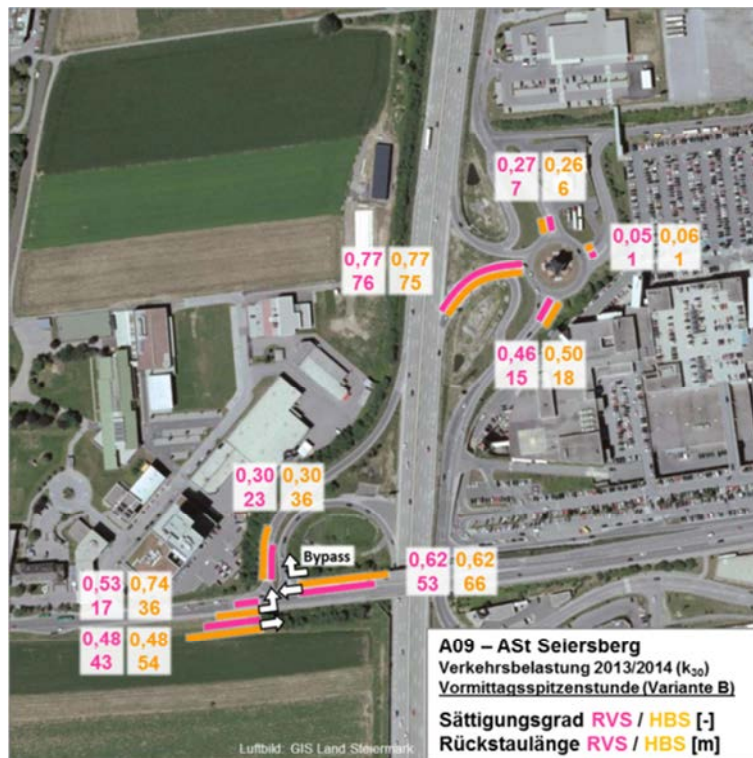 0,27 0,26
7 6
0,05 0,06
1 1
0,77 0,77
76 75
0,46 0,50
15 18
0,30 0,30
23 36
Bypass
0,62 0,62
53 66
0,53 0,74
17 36
0,48 0,48
43 54
A09 – ASt Seiersberg
Verkehrsbelastung 2013/2014 (k30)
Vormittagsspitzenstunde (Variante B)
Sättigungsgrad RVS / HBS [-]
Rückstaulänge RVS / HBS [m]
Luftbild: GIS Land Steiermark